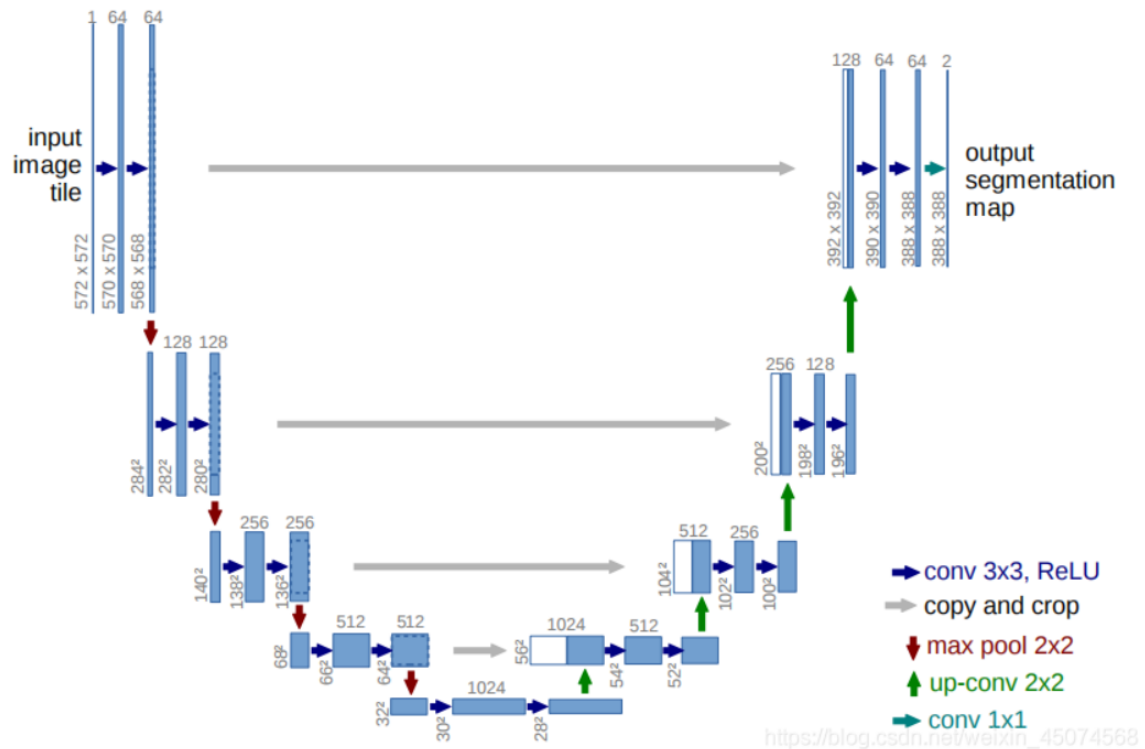 1 64 64
128 64 64 2
input
image
tile
output
segmentation
map
572 x 572
570 x 570
568 x 568
392 x 392
390 x 390
388 x 388
388 x 388
128 128
256 128
284²
282²
280²
200²
198²
196²
256 256
512 256
140²
138²
136²
104²
102²
100²
512 512
1024 512
68²
66²
64²
56²
54²
52²
1024
32²
30²
28²
conv 3x3, ReLU
copy and crop
max pool 2x2
up-conv 2x2
conv 1x1
https://blog.csdn.net/weixin_45074568